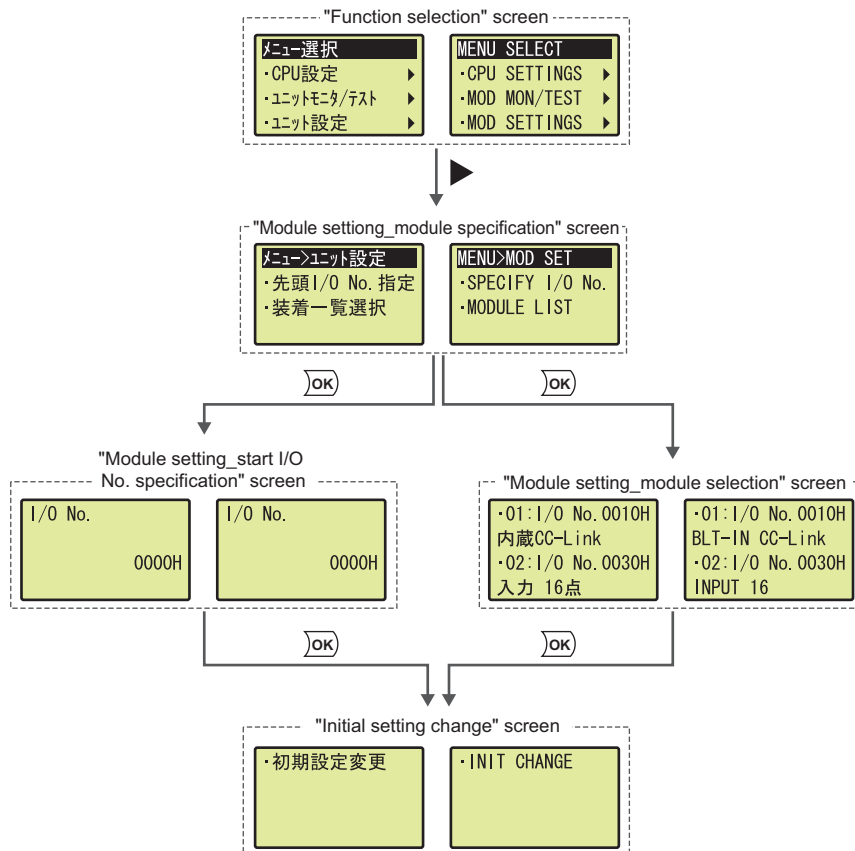 "Function selection" screen
メニュー選択
・CPU設定
・ユニットモニタ/テスト
・ユニット設定
MENU SELECT
・CPU SETTINGS
・MOD MON/TEST
・MOD SETTINGS
"Module settiong_module specification" screen
メニュー>ユニット設定
・先頭I/O No.指定
・装着一覧選択
MENU>MOD SET
・SPECIFY I/O No.
・MODULE LIST
OK
OK
"Module setting_start I/O
No. specification" screen
I/O No.
0000H
I/O No.
0000H
"Module setting_module selection" screen
・01:I/O No.0010H
内蔵CC-Link
・02:I/O No.0030H
入力 16点
・01:I/O No.0010H
BLT-IN CC-Link
・02:I/O No.0030H
INPUT 16
OK
OK
"Initial setting change" screen
・初期設定変更
・INIT CHANGE